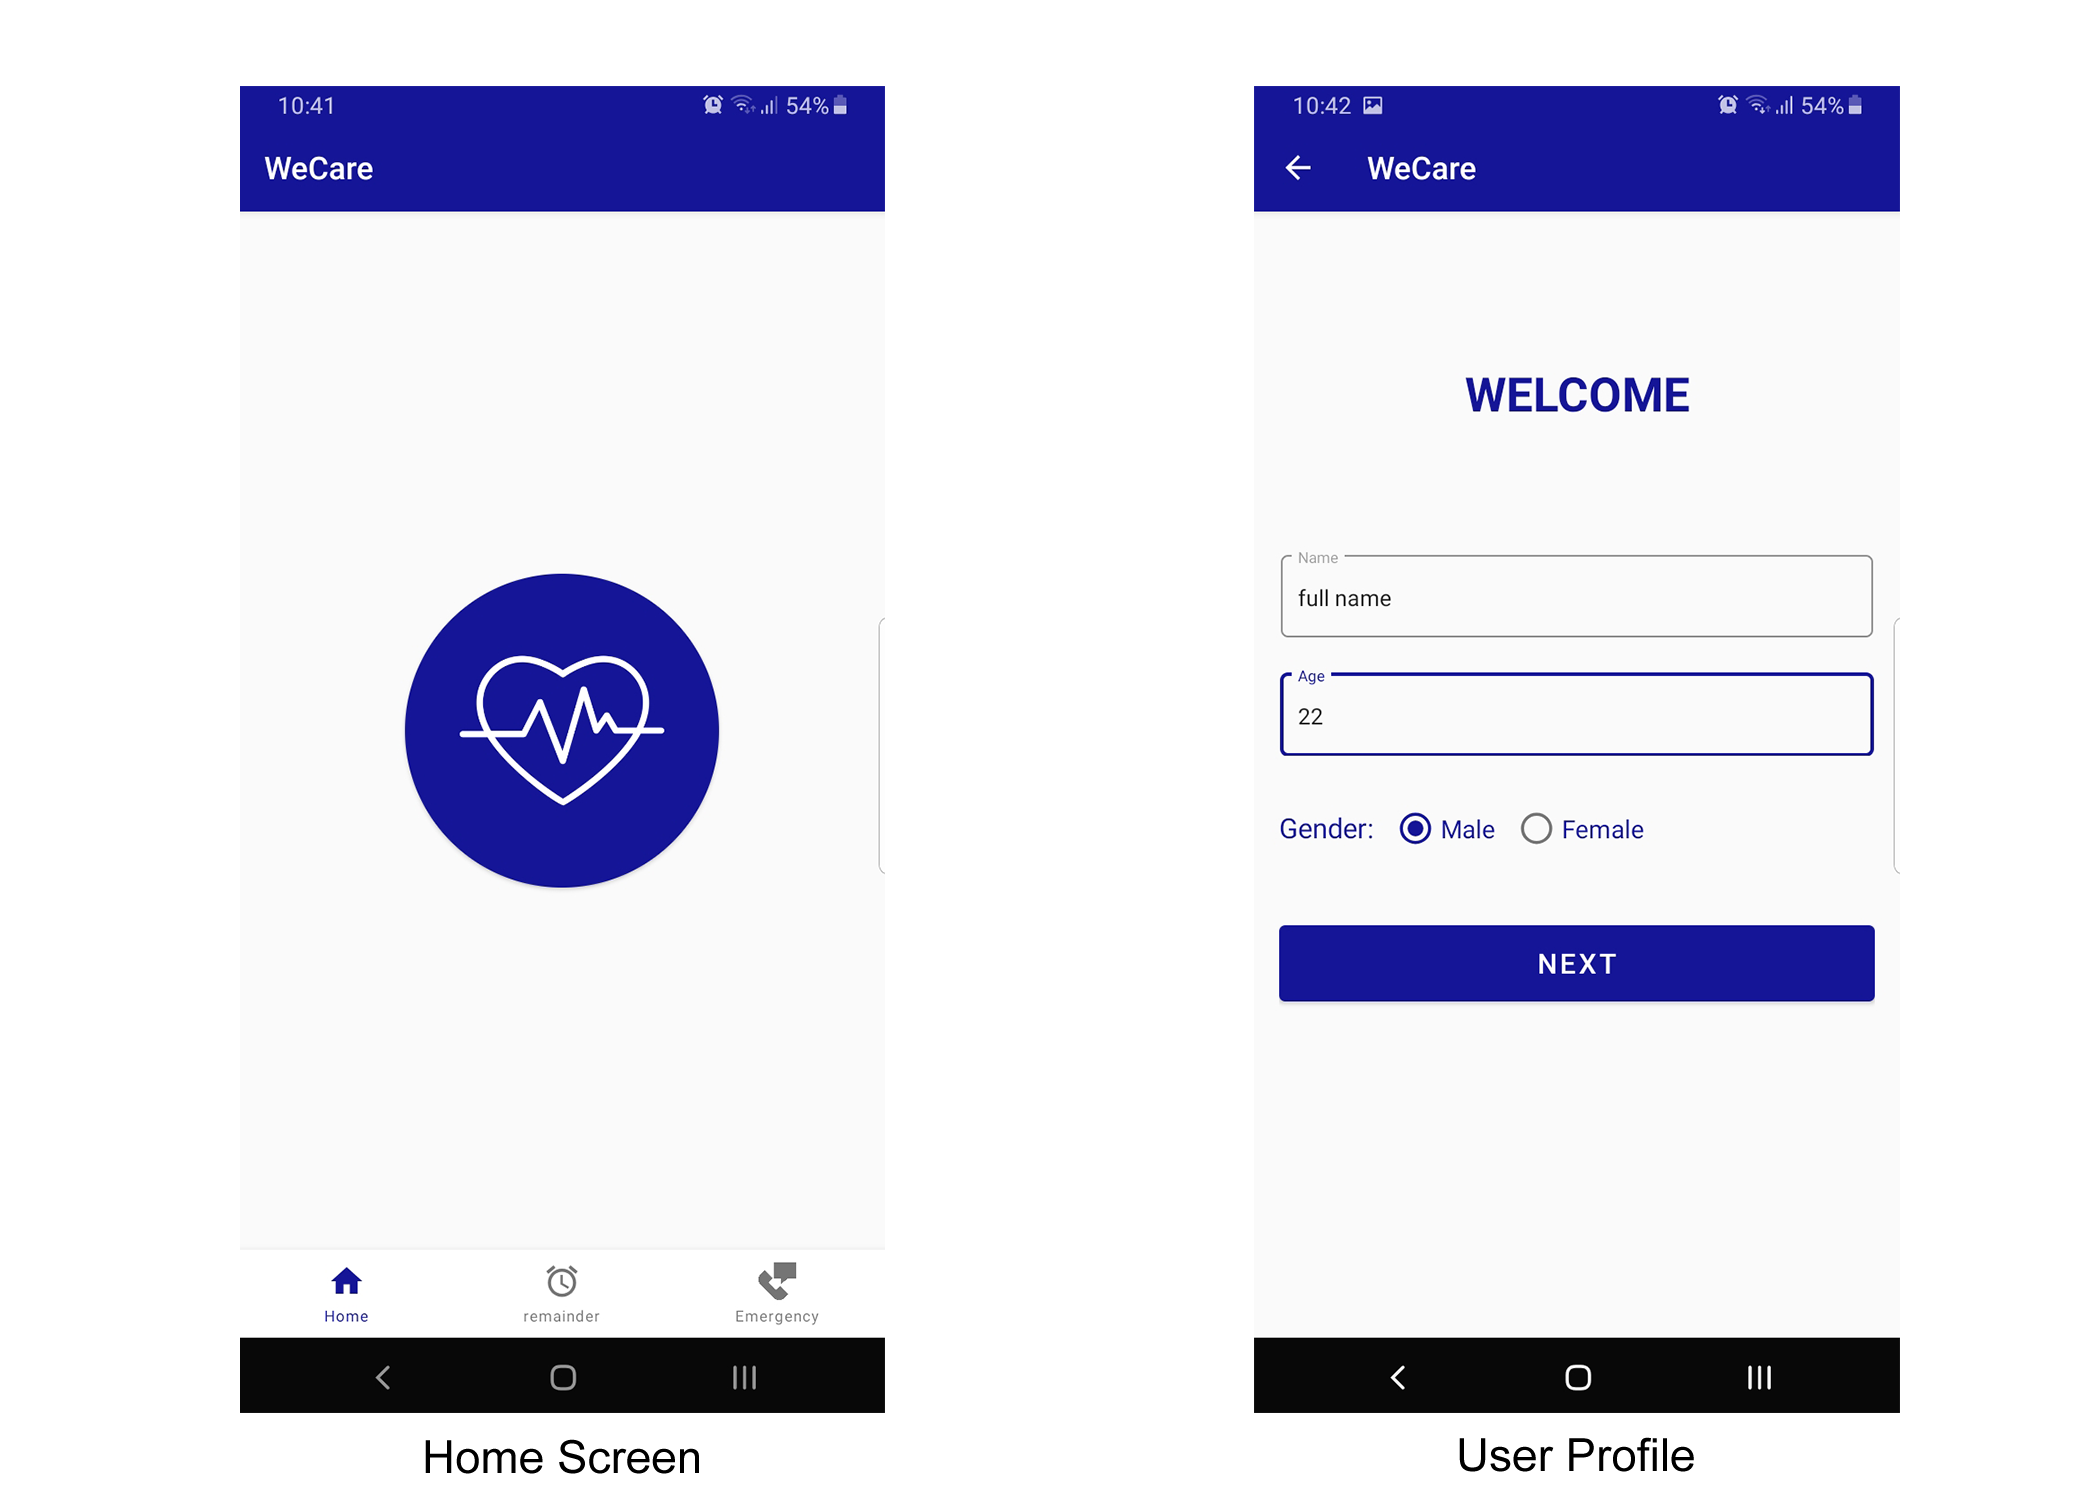 10:41
54%
WeCare
Home
remainder
Emergency
Home Screen
10:42
54%
WeCare
WELCOME
Name
full name
Age
22
Gender: Male Female
NEXT
User Profile